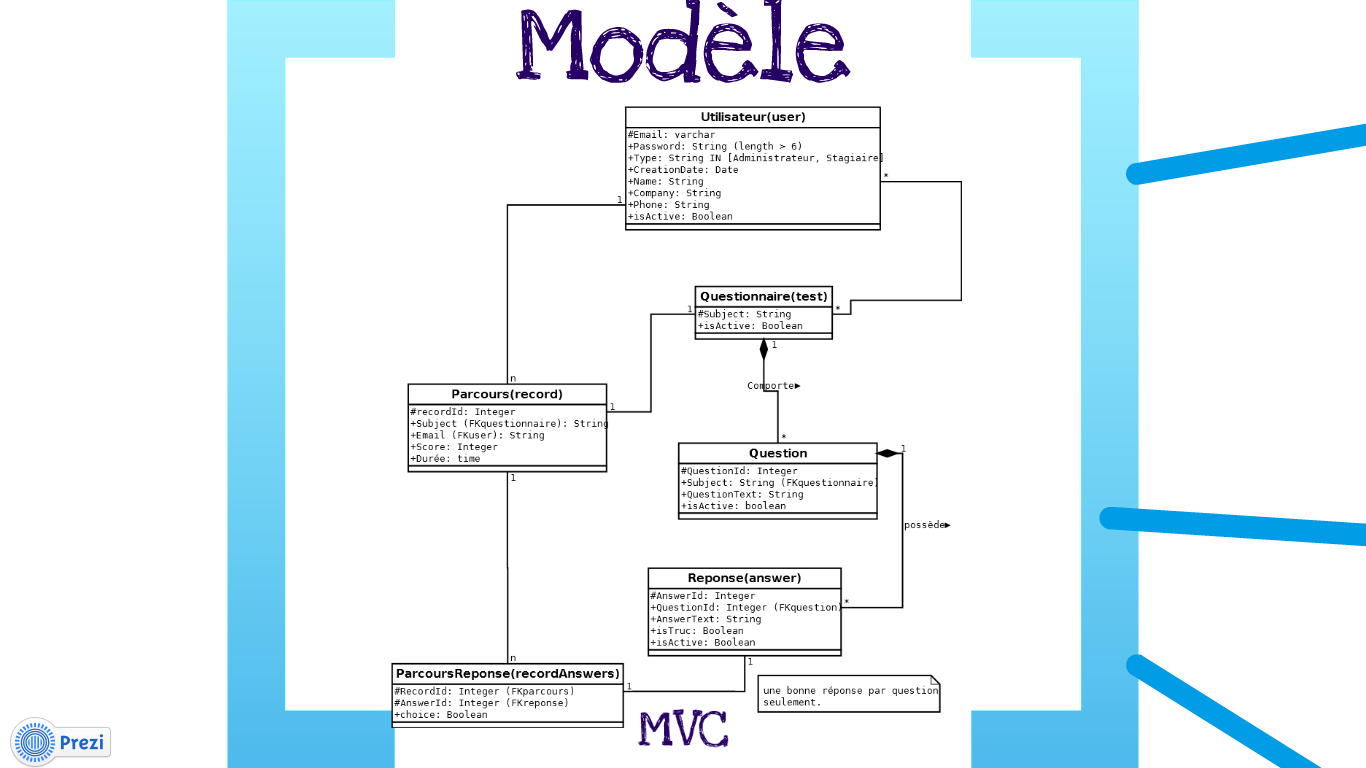 Modèle
Utilisateur(user)
#Email: varchar
+Password: String (length > 6)
+Type: String IN [Administrateur, Stagiaire]
+CreationDate: Date
+Name: String
+Company: String
+Phone: String
+isActive: Boolean
*
1
Questionnaire(test)
#Subject: String
+isActive: Boolean
1
*
1
Comporte►
*
n
Parcours(record)
#recordId: Integer
+Subject (FKquestionnaire): String
+Email (FKuser): String
+Score: Integer
+Durée: time
1
1
Question
#QuestionId: Integer
+Subject: String (FKquestionnaire)
+QuestionText: String
+isActive: boolean
1
possède►
Reponse(answer)
#AnswerId: Integer
+QuestionId: Integer (FKquestion)
+AnswerText: String
+isTruc: Boolean
+isActive: Boolean
*
1
n
ParcoursReponse(recordAnswers)
#RecordId: Integer (FKparcours)
#AnswerId: Integer (FKreponse)
+choice: Boolean
1
une bonne réponse par question
seulement.
MVC
Prezi